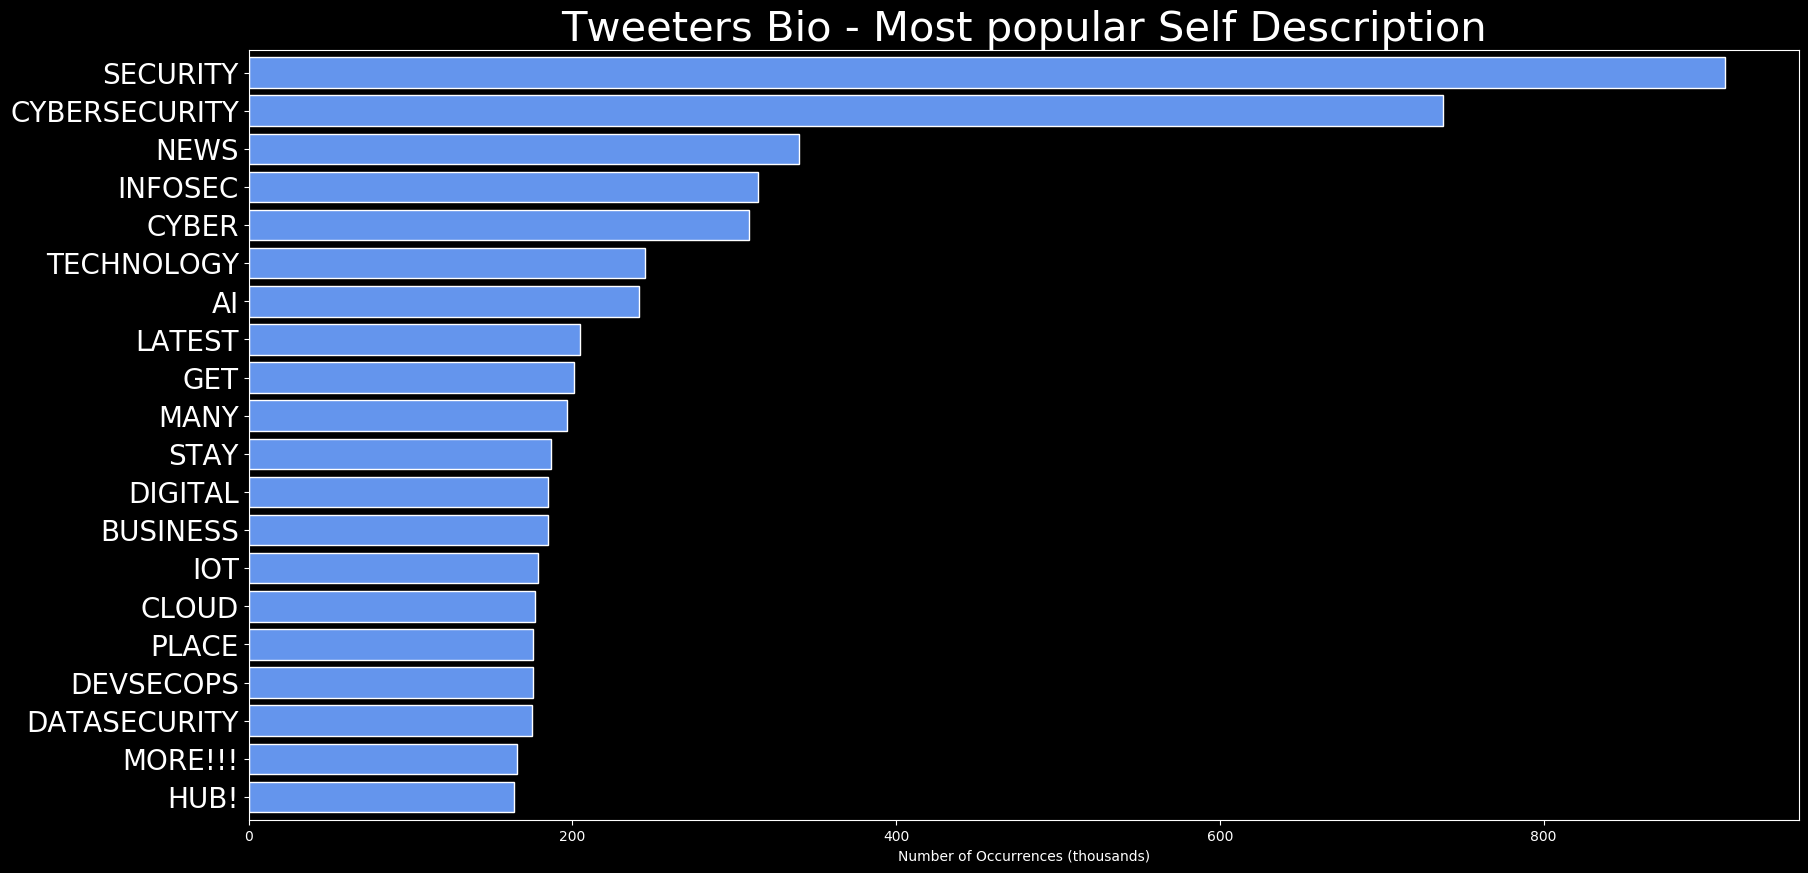 Tweeters Bio - Most popular Self Description
SECURITY
CYBERSECURITY
NEWS
INFOSEC
CYBER
TECHNOLOGY
AI
LATEST
GET
MANY
STAY
DIGITAL
BUSINESS
IOT
CLOUD
PLACE
DEVSECOPS
DATASECURITY
MORE!!!
HUB!
0 200 400 600 800
Number of Occurrences (thousands)